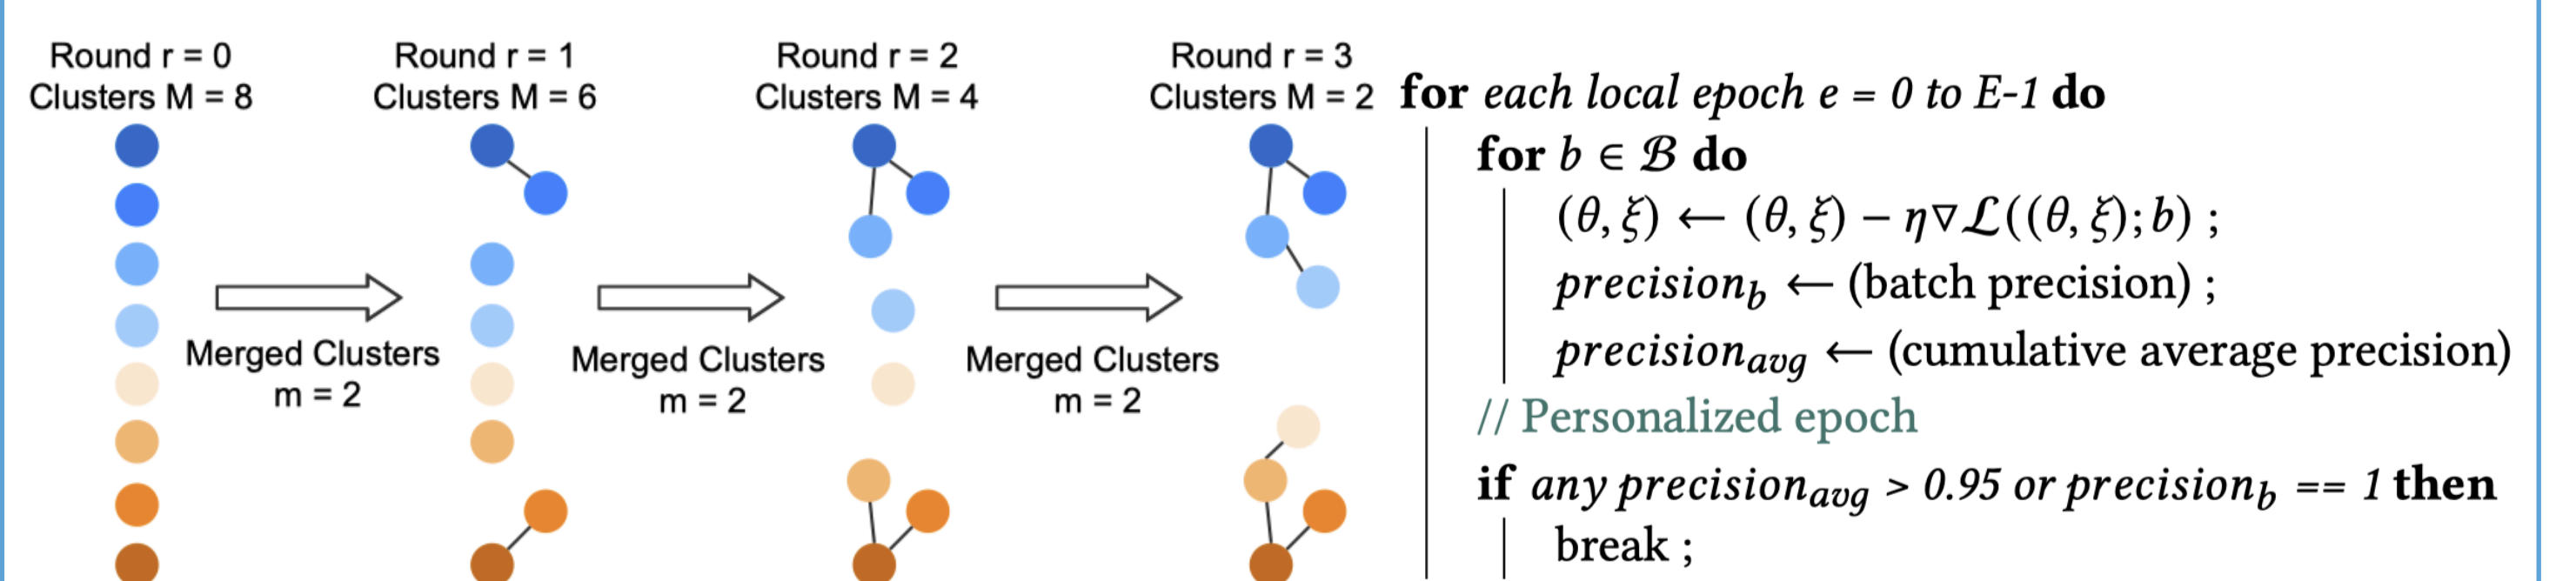 Round r = 0
Clusters M = 8
Round r = 1
Clusters M = 6
Round r = 2
Clusters M = 4
Round r = 3
Clusters M = 2
Merged Clusters
m = 2
Merged Clusters
m = 2
Merged Clusters
m = 2
for each local epoch e = 0 to E-1 do
for b ∈ ℬ do
(θ, ξ) ← (θ, ξ) − η∇ℒ((θ, ξ); b) ;
precision_b ← (batch precision) ;
precision_avg ← (cumulative average precision)
// Personalized epoch
if any precision_avg > 0.95 or precision_b == 1 then
break ;